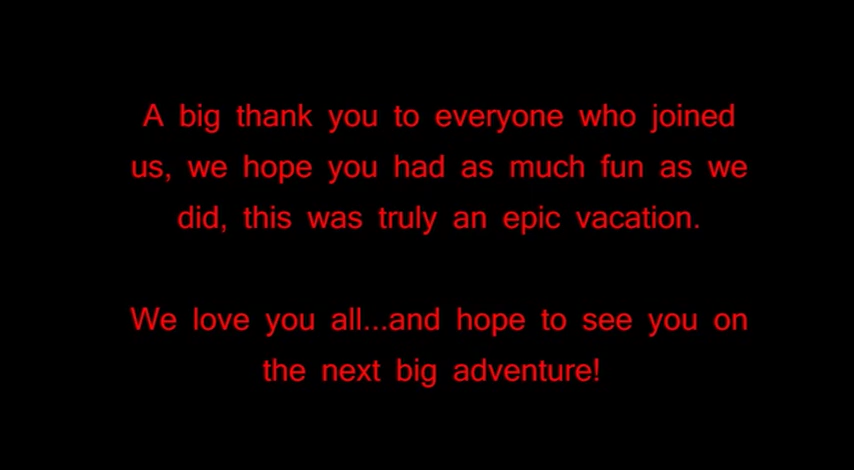 A big thank you to everyone who joined
us, we hope you had as much fun as we
did, this was truly an epic vacation.
We love you all...and hope to see you on
the next big adventure!